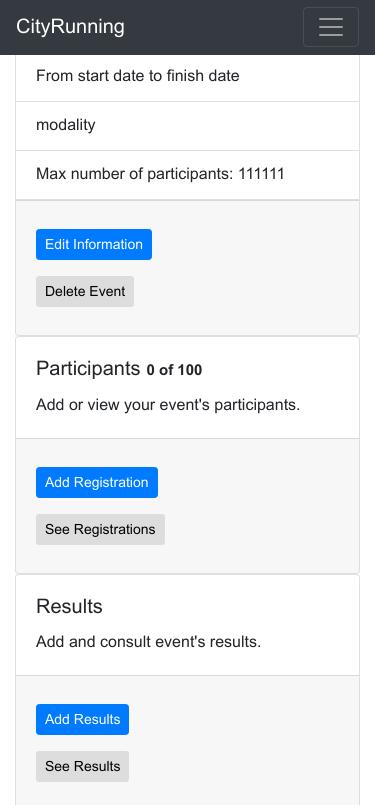 CityRunning
From start date to finish date
modality
Max number of participants: 111111
Edit Information
Delete Event
Participants 0 of 100
Add or view your event's participants.
Add Registration
See Registrations
Results
Add and consult event's results.
Add Results
See Results